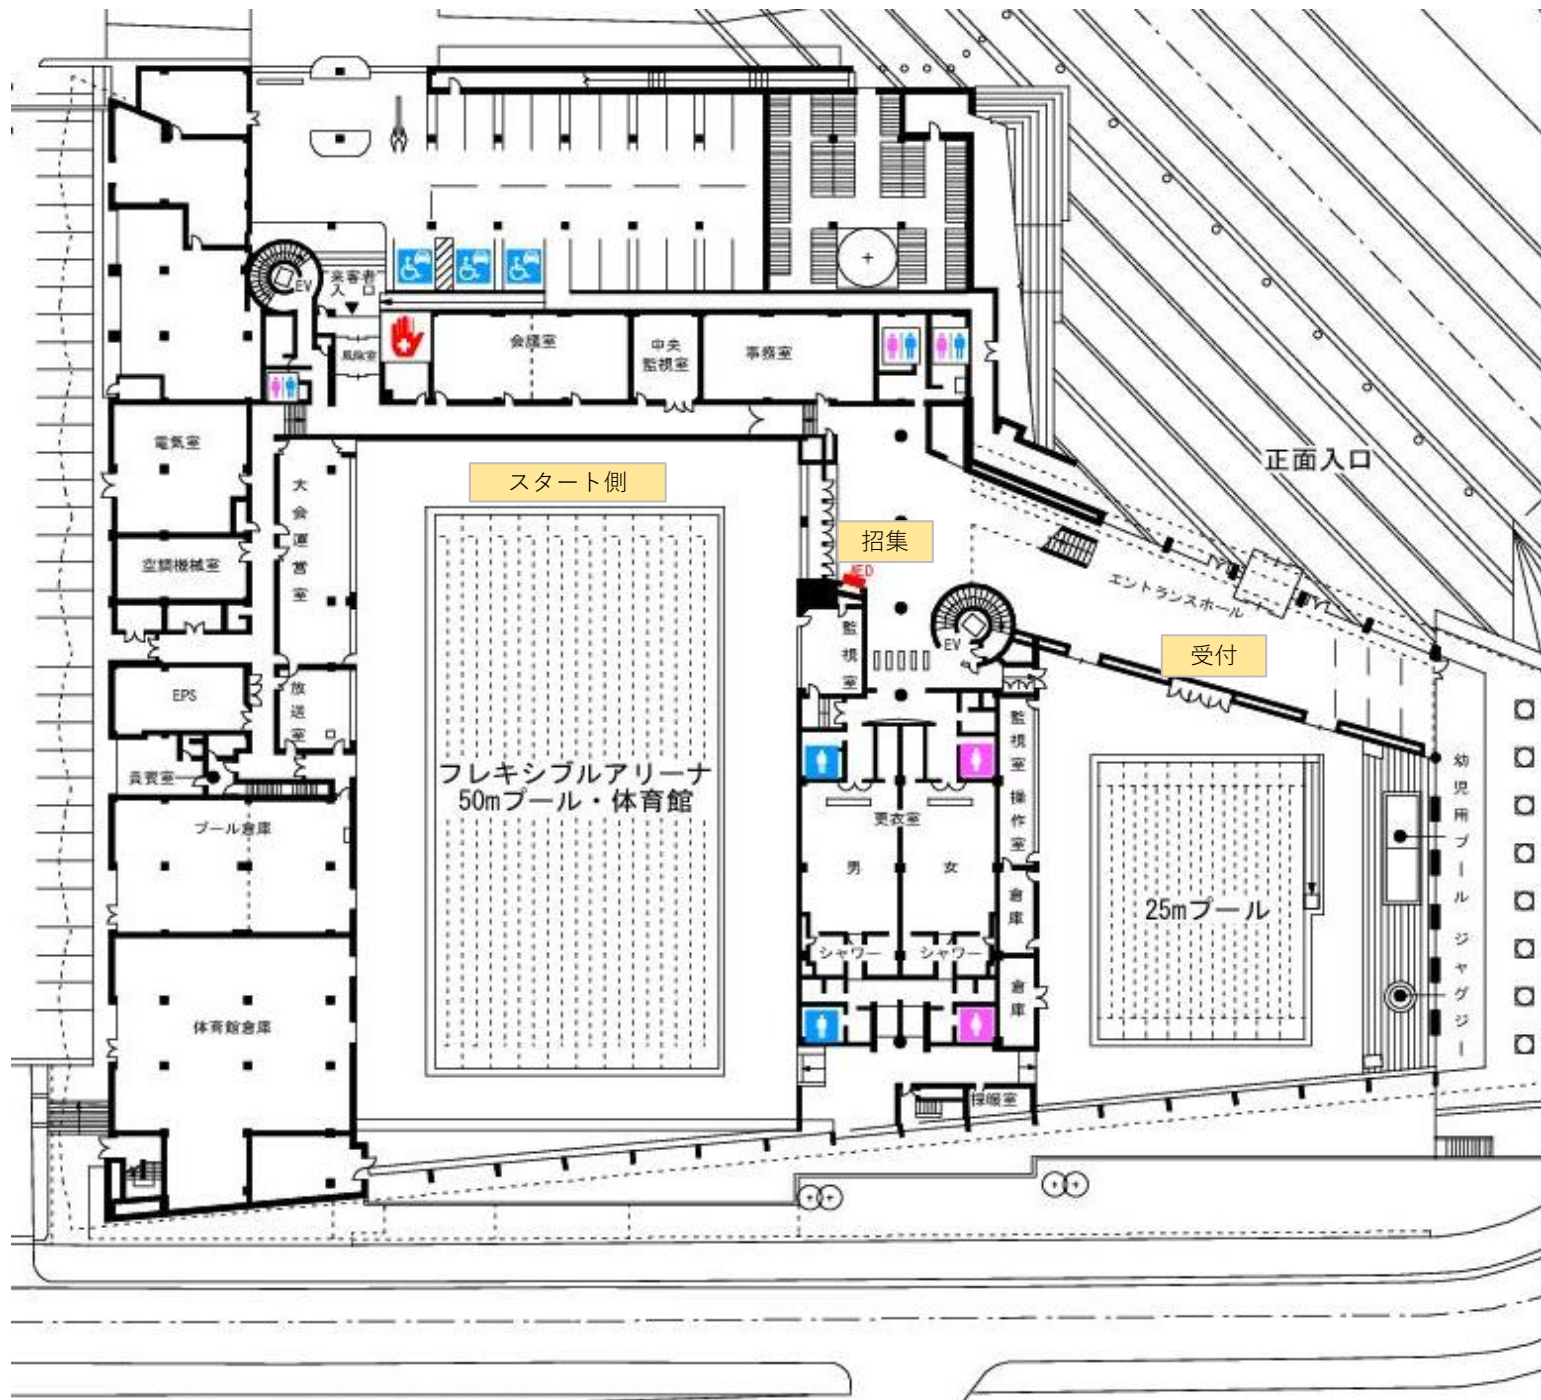 EV
来客者
入口
風除室
会議室
中央
監視室
事務室
電気室
大会運営室
スタート側
正面入口
招集
AED
空調機械室
エントランスホール
監視室
EV
受付
EPS
放送室
監視室
操作室
貴賓室
フレキシブルアリーナ
50mプール・体育館
幼児用プール
ジャグジー
プール倉庫
更衣室
男
女
倉庫
25mプール
シャワー
シャワー
倉庫
体育館倉庫
採暖室